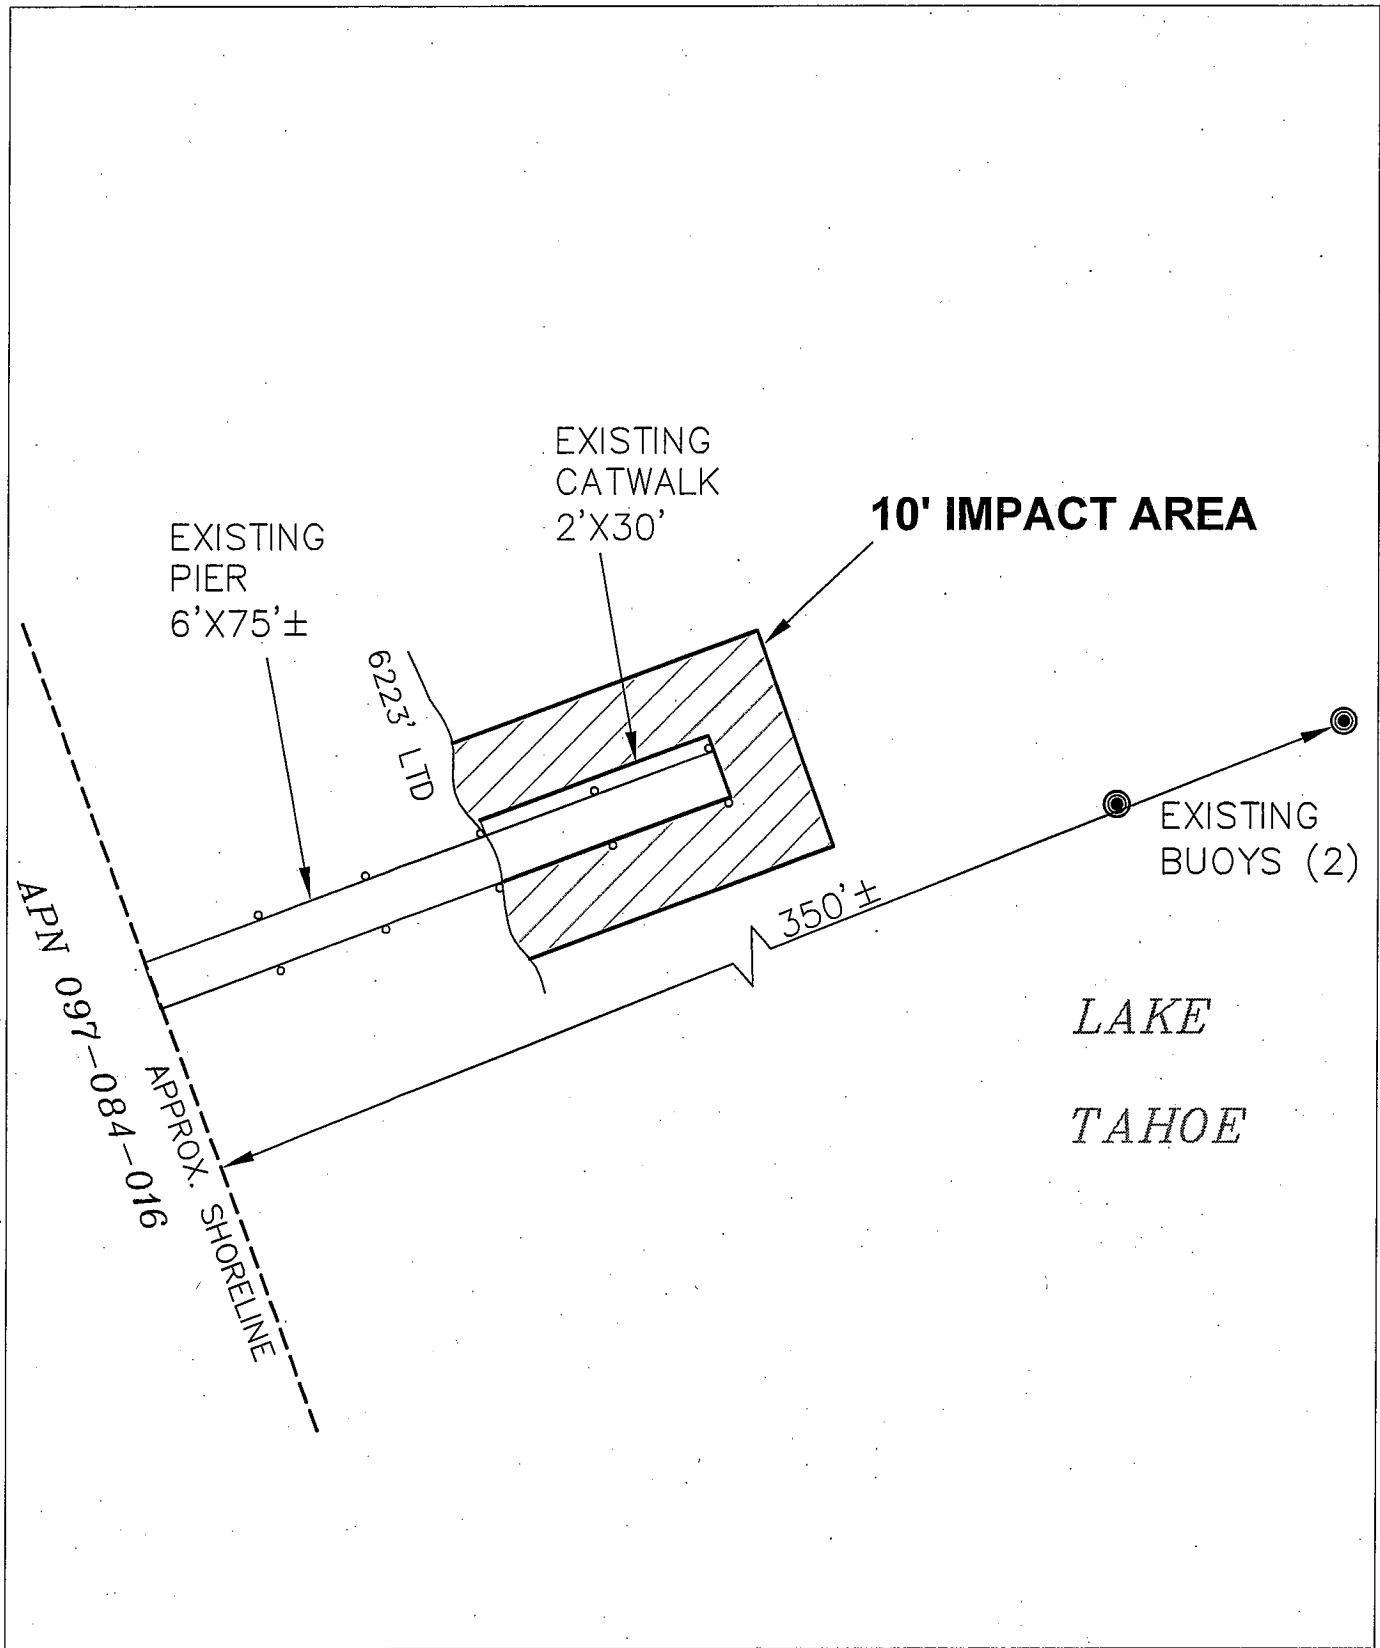 EXISTING
CATWALK
2'X30'
10' IMPACT AREA
EXISTING
PIER
6'X75'±
6223' LTD
EXISTING
BUOYS (2)
350'±
APN 097-084-016
APPROX. SHORELINE
LAKE
TAHOE